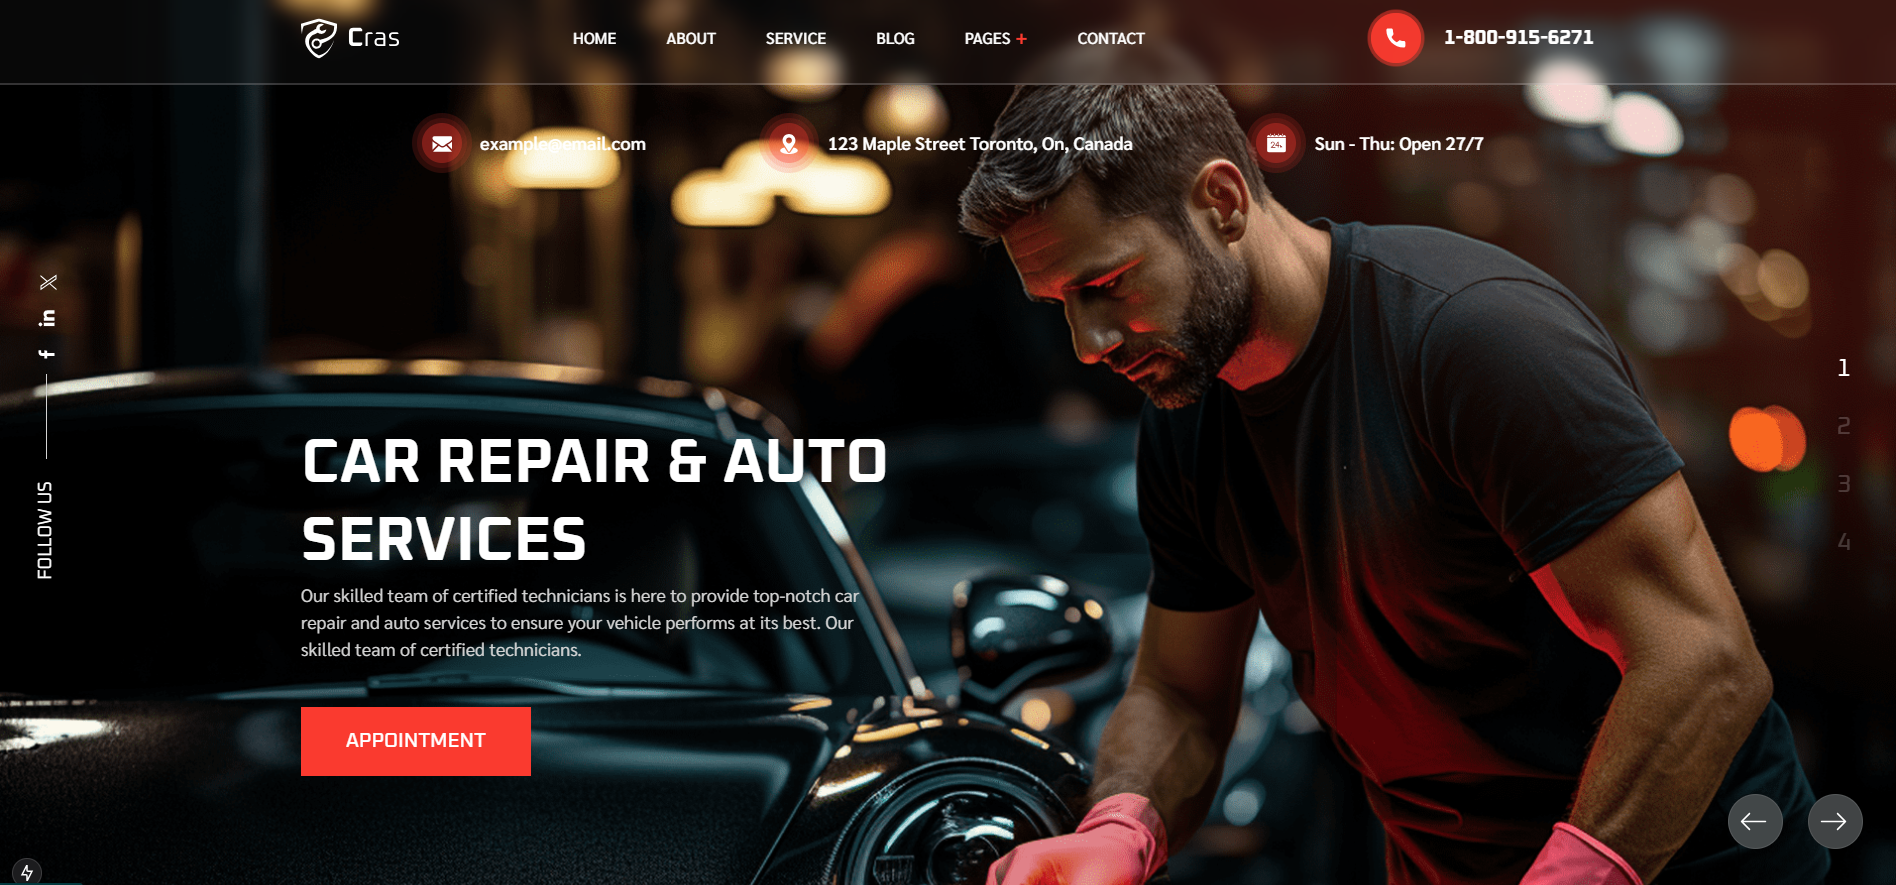 Cras
HOME
ABOUT
SERVICE
BLOG
PAGES +
CONTACT
1-800-915-6271
example@email.com
123 Maple Street Toronto, On, Canada
24
Sun - Thu: Open 27/7
FOLLOW US
f
in
X
CAR REPAIR & AUTO
SERVICES
Our skilled team of certified technicians is here to provide top-notch car
repair and auto services to ensure your vehicle performs at its best. Our
skilled team of certified technicians.
APPOINTMENT
1
2
3
4